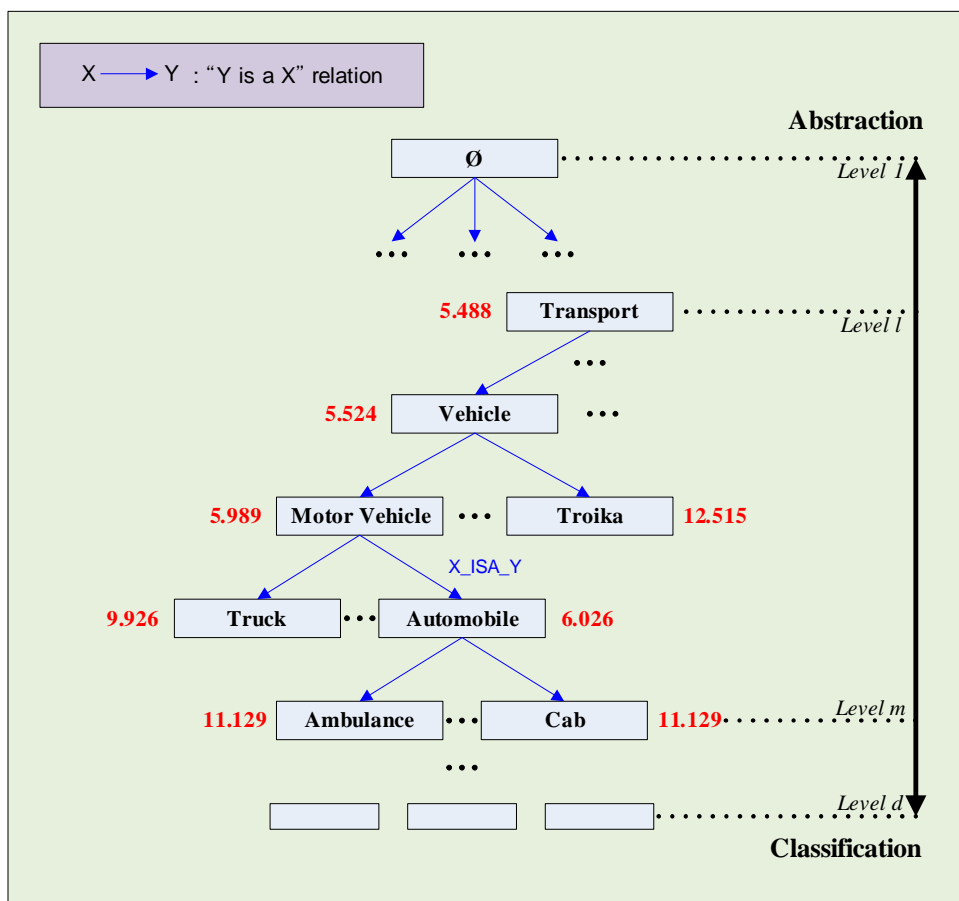 X Y : “Y is a X” relation
Abstraction
Ø
Level 1
... ... ...
5.488 Transport
Level l
...
5.524 Vehicle ...
5.989 Motor Vehicle ... Troika 12.515
X_ISA_Y
9.926 Truck ... Automobile 6.026
11.129 Ambulance ... Cab 11.129
Level m
...
Level d
Classification